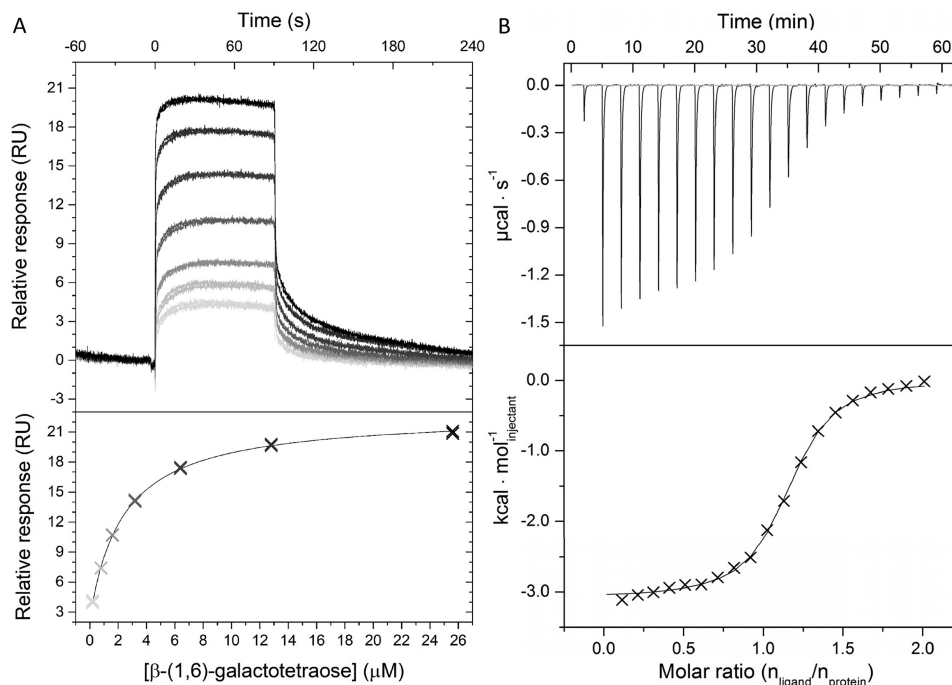 A
Time (s)
-60 0 60 90 120 180 240
21
18
15
12
9
6
3
0
-3
Relative response (RU)
21
18
15
12
9
6
3
Relative response (RU)
0 2 4 6 8 10 12 14 16 18 20 22 24 26
[β-(1,6)-galactotetraose] (μM)
B
Time (min)
0 10 20 30 40 50 60
0.0
-0.3
-0.6
-0.9
-1.2
-1.5
μcal · s⁻¹
0.0
-1.0
-2.0
-3.0
kcal · mol⁻¹injectant
0.0 0.5 1.0 1.5 2.0
Molar ratio (nligand/nprotein)